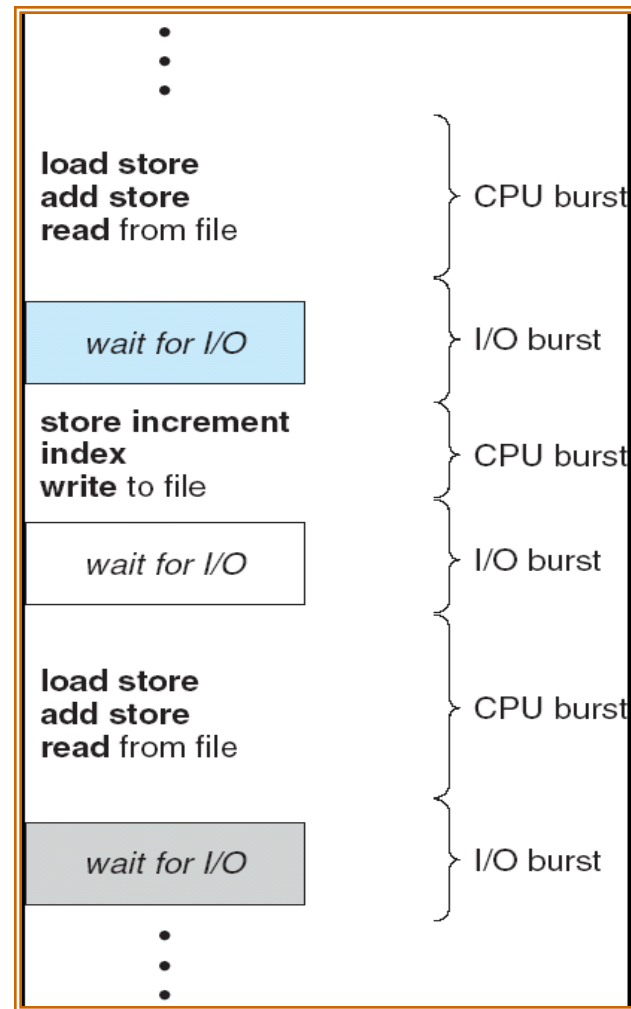 load store
add store
read from file
CPU burst
wait for I/O
I/O burst
store increment
index
write to file
CPU burst
wait for I/O
I/O burst
load store
add store
read from file
CPU burst
wait for I/O
I/O burst